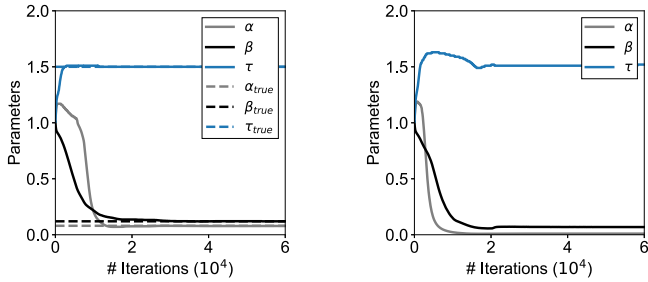 2.0
1.5
1.0
0.5
0.0
Parameters
α
β
τ
α_true
β_true
τ_true
0 2 4 6
# Iterations (10⁴)
2.0
1.5
1.0
0.5
0.0
Parameters
α
β
τ
0 2 4 6
# Iterations (10⁴)